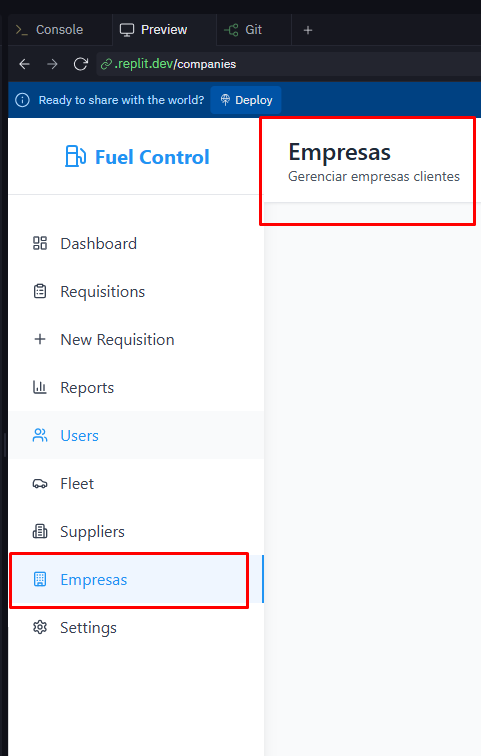 Console
Preview
Git
.replit.dev/companies
Ready to share with the world?
Deploy
Fuel Control
Empresas
Gerenciar empresas clientes
Dashboard
Requisitions
New Requisition
Reports
Users
Fleet
Suppliers
Empresas
Settings